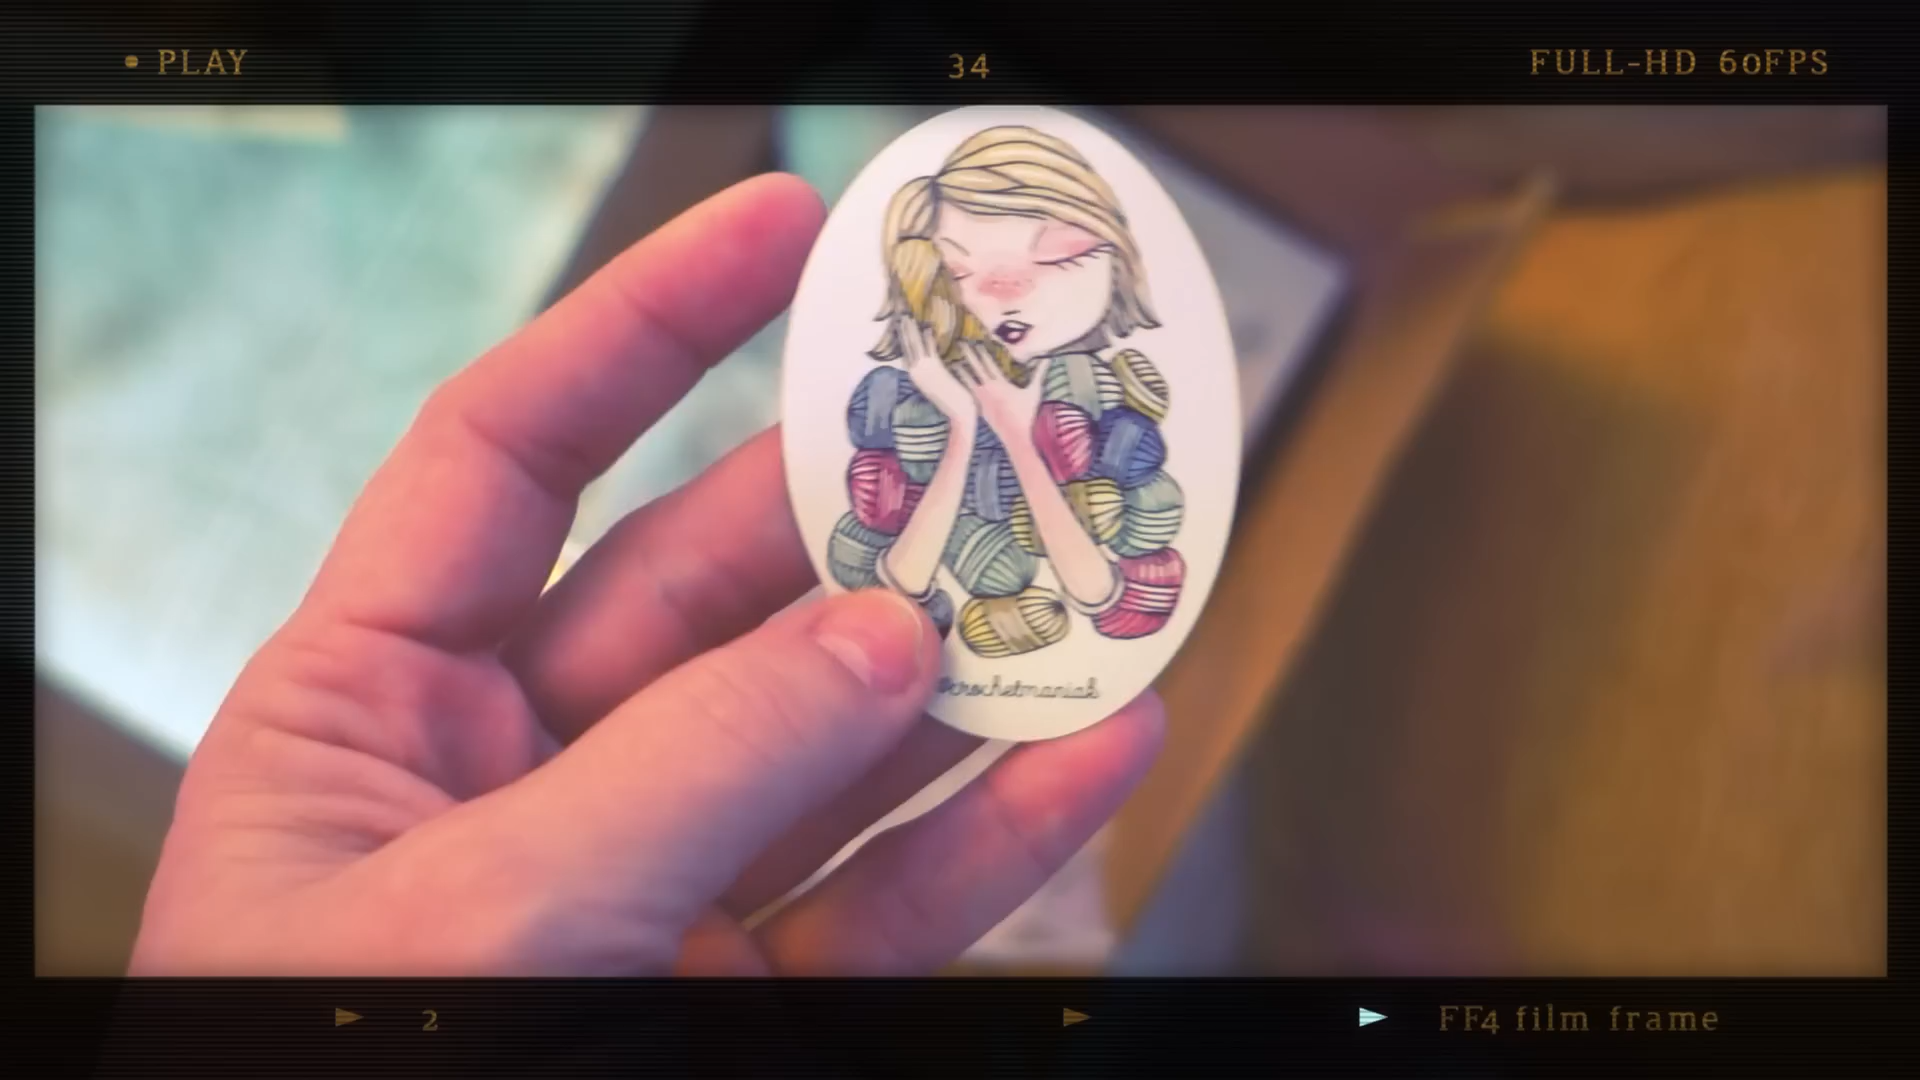 PLAY
34
FULL-HD 60FPS
@crochetmaniak
2
FF4 film frame